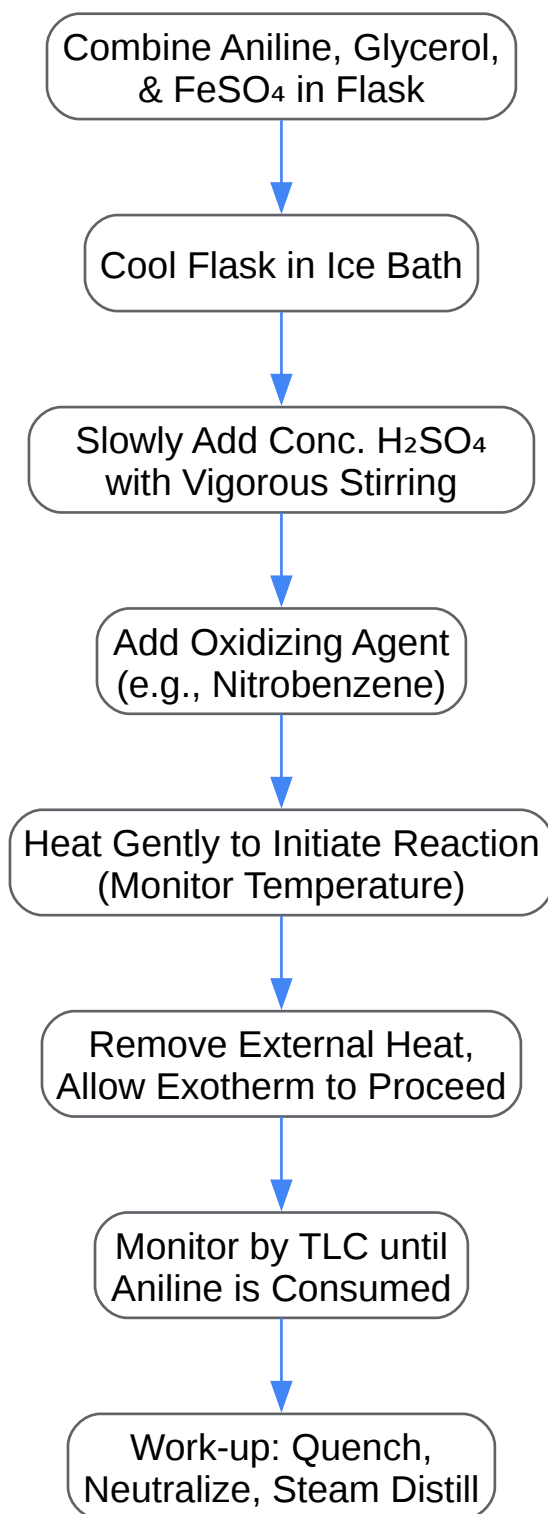 Combine Aniline, Glycerol,
& FeSO₄ in Flask
Cool Flask in Ice Bath
Slowly Add Conc. H₂SO₄
with Vigorous Stirring
Add Oxidizing Agent
(e.g., Nitrobenzene)
Heat Gently to Initiate Reaction
(Monitor Temperature)
Remove External Heat,
Allow Exotherm to Proceed
Monitor by TLC until
Aniline is Consumed
Work-up: Quench,
Neutralize, Steam Distill